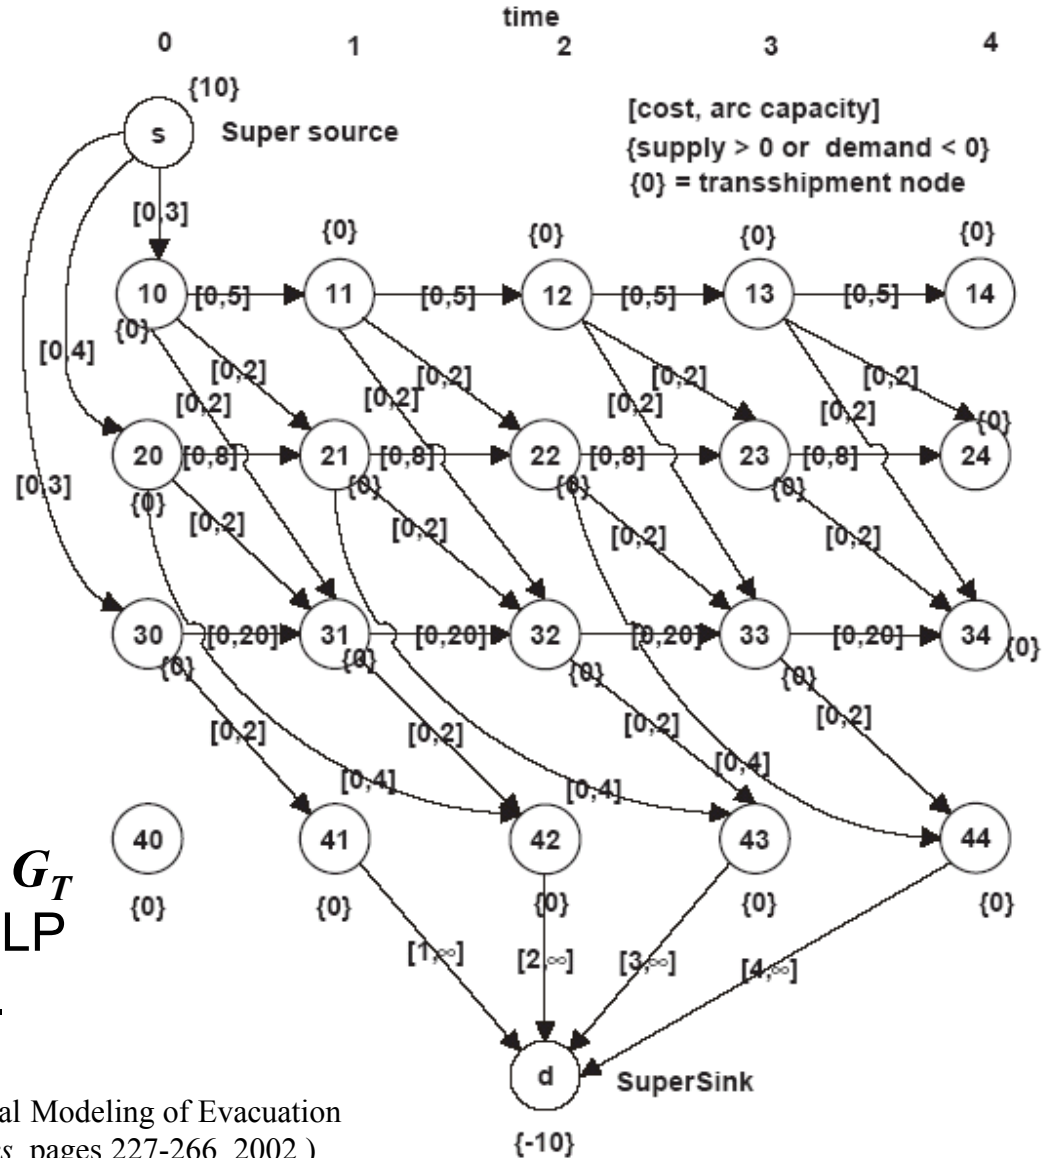 time
0 1 2 3 4
{10}
s Super source
[cost, arc capacity]
{supply > 0 or demand < 0}
{0} = transshipment node
[0,3]
{0} {0} {0} {0}
10 [0,5] 11 [0,5] 12 [0,5] 13 [0,5] 14
{0}
[0,4] [0,2] [0,2] [0,2] [0,2]
[0,2] [0,2] [0,2] [0,2]
{0}
20 [0,8] 21 [0,8] 22 [0,8] 23 [0,8] 24
[0,3] {0} {0} {0} {0}
[0,2] [0,2] [0,2] [0,2]
30 [0,20] 31 [0,20] 32 [0,20] 33 [0,20] 34
{0} {0} {0} {0} {0}
[0,2] [0,2] [0,2] [0,2]
[0,4] [0,4] [0,4]
40 41 42 43 44
{0} {0} {0} {0} {0}
G_T
LP
[1,∞] [2,∞] [3,∞] [4,∞]
.
d SuperSink
{-10}
al Modeling of Evacuation
s, pages 227-266, 2002 )